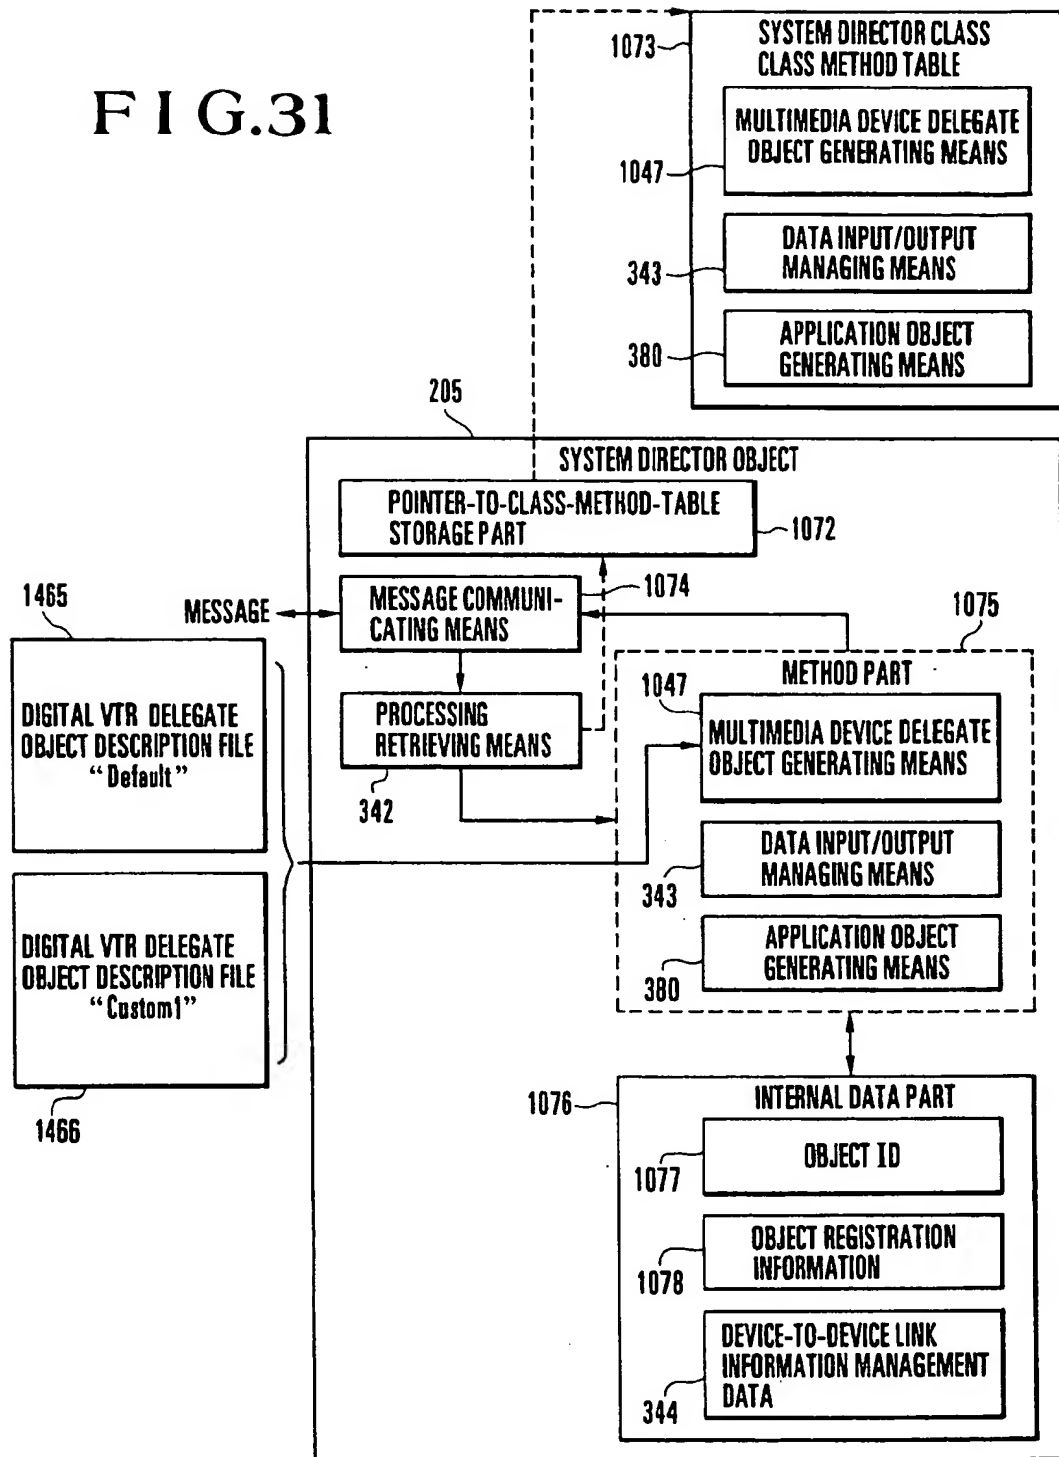 FIG.31
1073
SYSTEM DIRECTOR CLASS
CLASS METHOD TABLE
MULTIMEDIA DEVICE DELEGATE
OBJECT GENERATING MEANS
1047
DATA INPUT/OUTPUT
MANAGING MEANS
343
APPLICATION OBJECT
GENERATING MEANS
380
205
SYSTEM DIRECTOR OBJECT
POINTER-TO-CLASS-METHOD-TABLE
STORAGE PART
1072
1465
MESSAGE
MESSAGE COMMUNI-
CATING MEANS
1074
1075
DIGITAL VTR DELEGATE
OBJECT DESCRIPTION FILE
"Default"
PROCESSING
RETRIEVING MEANS
342
METHOD PART
1047
MULTIMEDIA DEVICE DELEGATE
OBJECT GENERATING MEANS
DATA INPUT/OUTPUT
MANAGING MEANS
343
DIGITAL VTR DELEGATE
OBJECT DESCRIPTION FILE
"Custom1"
1466
APPLICATION OBJECT
GENERATING MEANS
380
1076
INTERNAL DATA PART
OBJECT ID
1077
OBJECT REGISTRATION
INFORMATION
1078
DEVICE-TO-DEVICE LINK
INFORMATION MANAGEMENT
DATA
344